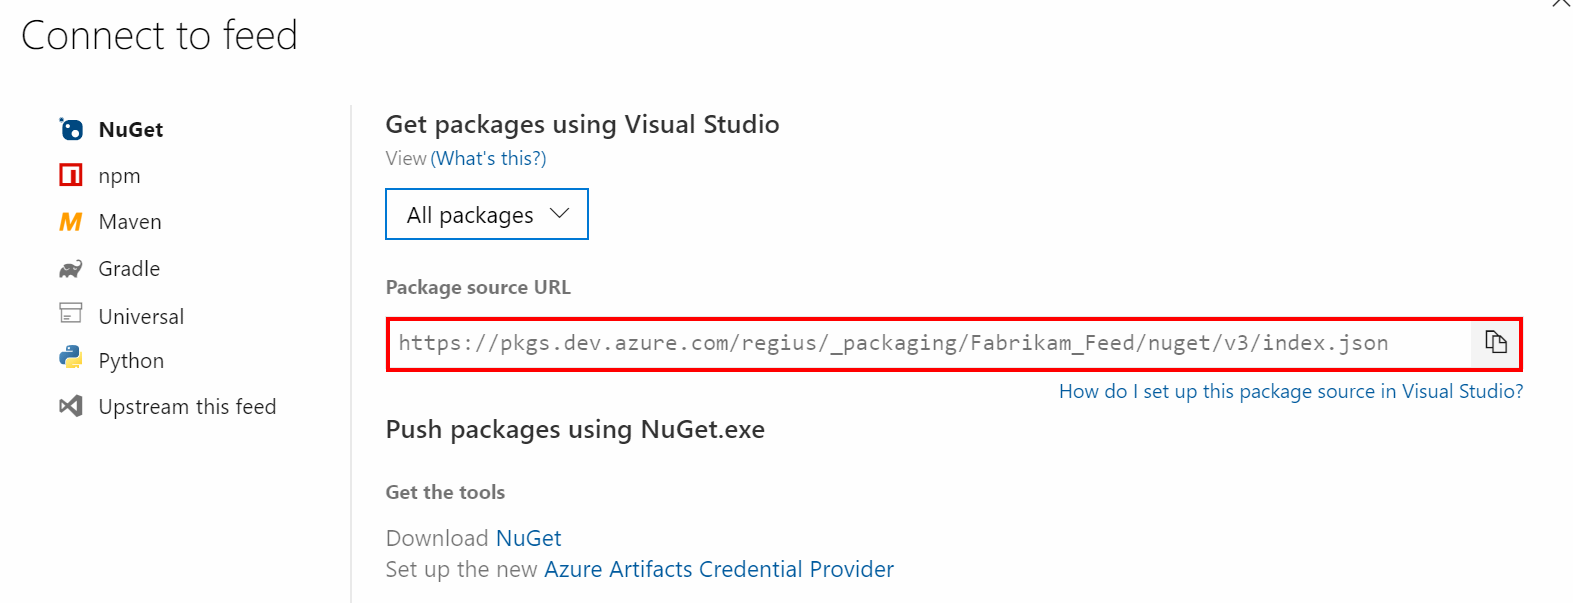 Connect to feed
NuGet
npm
Maven
Gradle
Universal
Python
Upstream this feed
Get packages using Visual Studio
View (What's this?)
All packages
Package source URL
https://pkgs.dev.azure.com/regius/_packaging/Fabrikam_Feed/nuget/v3/index.json
How do I set up this package source in Visual Studio?
Push packages using NuGet.exe
Get the tools
Download NuGet
Set up the new Azure Artifacts Credential Provider